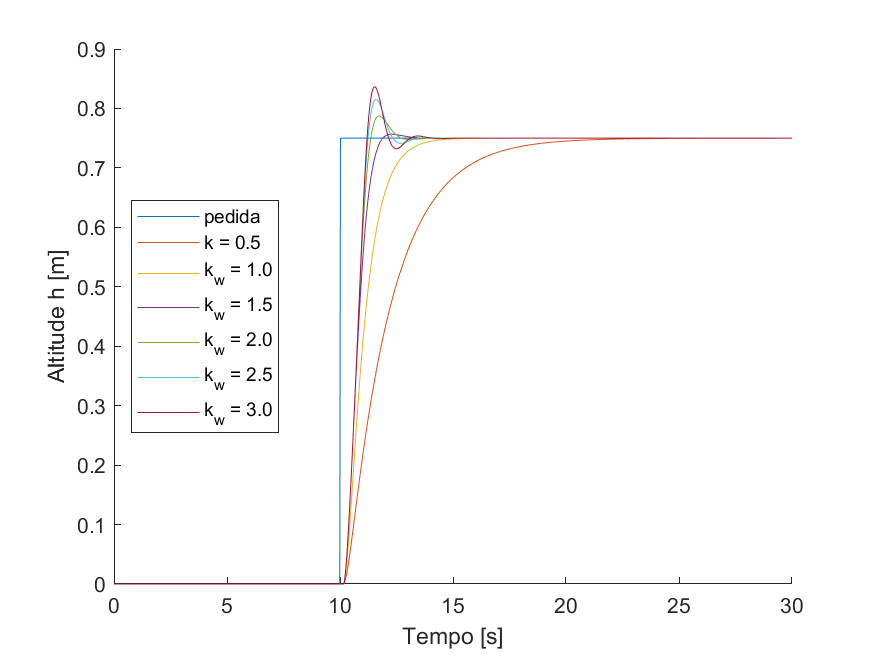 0.9
0.8
0.7
0.6
0.5
0.4
0.3
0.2
0.1
0
Altitude h [m]
pedida
k = 0.5
k_w = 1.0
k_w = 1.5
k_w = 2.0
k_w = 2.5
k_w = 3.0
0 5 10 15 20 25 30
Tempo [s]